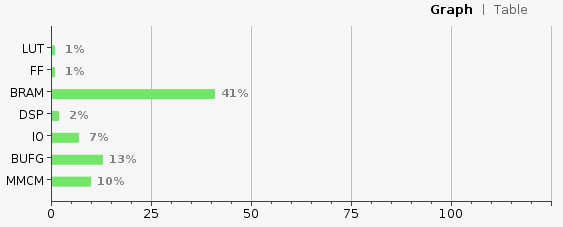 Graph | Table
LUT 1%
FF 1%
BRAM 41%
DSP 2%
IO 7%
BUFG 13%
MMCM 10%
0 25 50 75 100